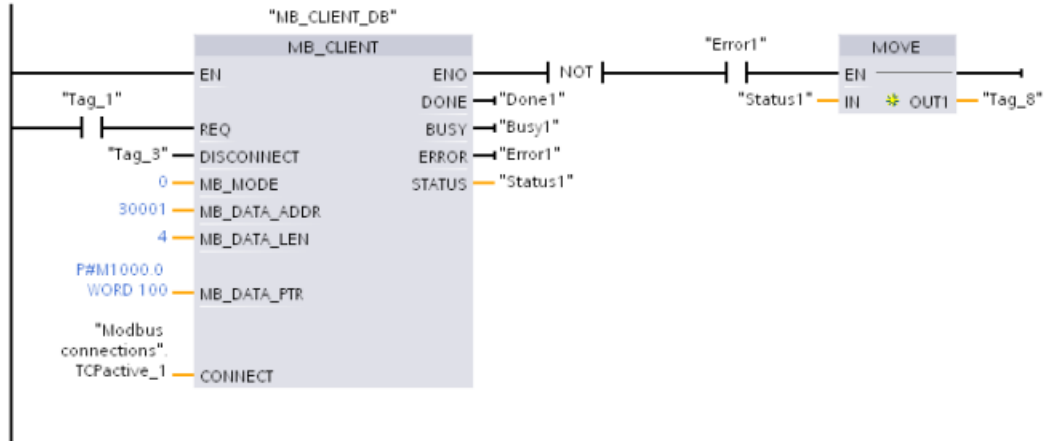 "MB_CLIENT_DB"
MB_CLIENT
"Error1"
MOVE
EN
ENO
NOT
EN
"Tag_1"
DONE
"Done1"
"Status1"
IN
OUT1
"Tag_8"
REQ
BUSY
"Busy1"
"Tag_3"
DISCONNECT
ERROR
"Error1"
0
MB_MODE
STATUS
"Status1"
30001
MB_DATA_ADDR
4
MB_DATA_LEN
P#M1000.0
WORD 100
MB_DATA_PTR
"Modbus
connections".
TCPactive_1
CONNECT